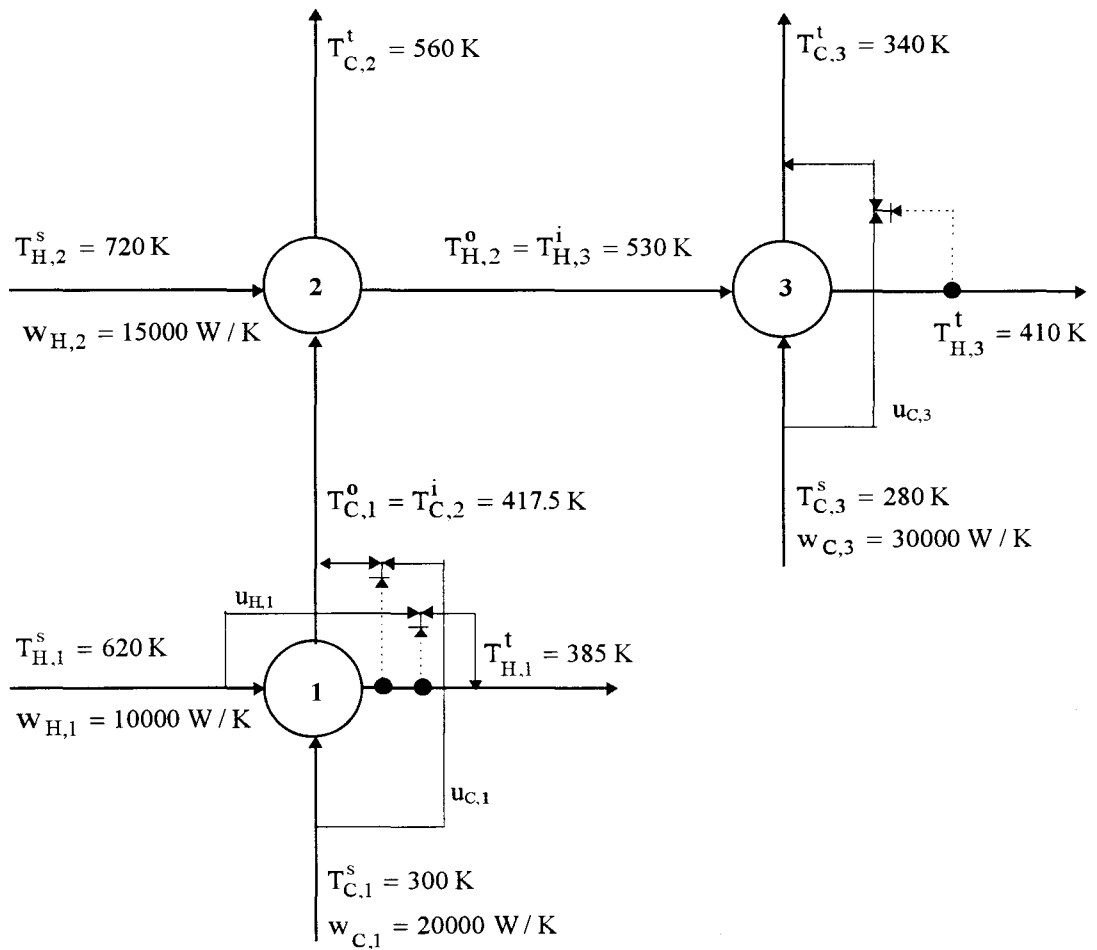 T^t_{C,2} = 560 K
T^t_{C,3} = 340 K
T^s_{H,2} = 720 K
T^o_{H,2} = T^i_{H,3} = 530 K
2
3
w_{H,2} = 15000 W / K
T^t_{H,3} = 410 K
u_{C,3}
T^o_{C,1} = T^i_{C,2} = 417.5 K
T^s_{C,3} = 280 K
w_{C,3} = 30000 W / K
u_{H,1}
T^s_{H,1} = 620 K
T^t_{H,1} = 385 K
1
w_{H,1} = 10000 W / K
u_{C,1}
T^s_{C,1} = 300 K
w_{C,1} = 20000 W / K